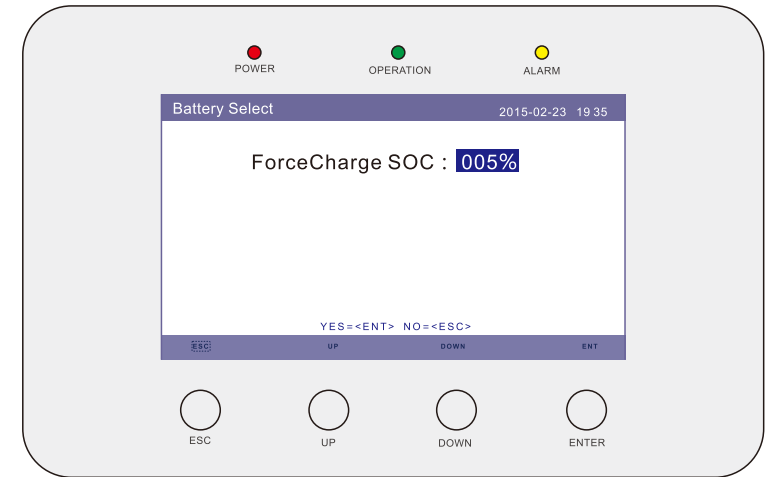 POWER OPERATION ALARM
Battery Select 2015-02-23 19 35
ForceCharge SOC : 005%
YES=<ENT> NO=<ESC>
ESC UP DOWN ENT
ESC UP DOWN ENTER